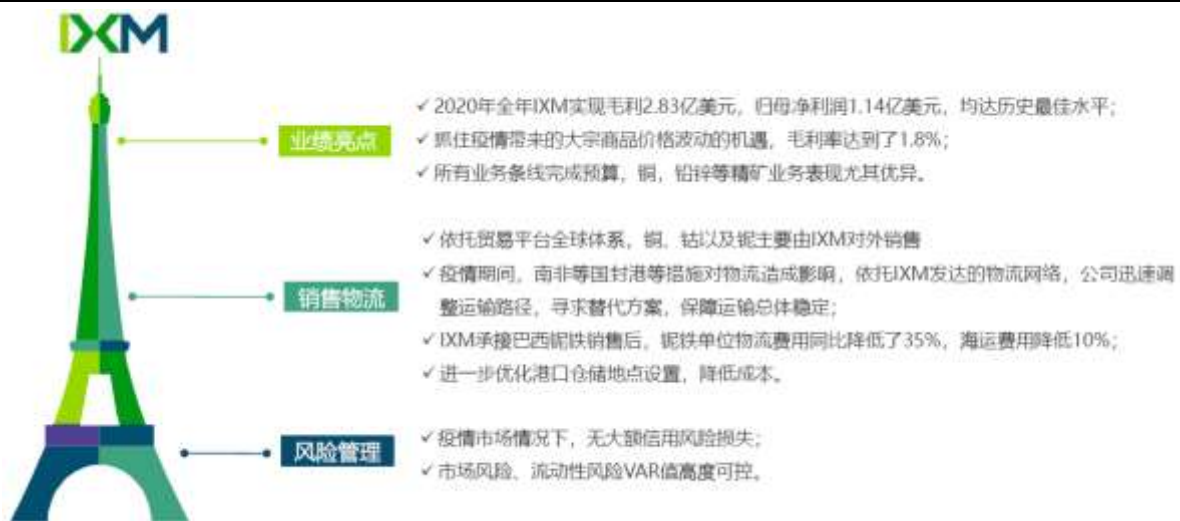 IXM
业绩亮点
✓ 2020年全年IXM实现毛利2.83亿美元，归母净利润1.14亿美元，均达历史最佳水平；
✓ 抓住疫情带来的大宗商品价格波动的机遇，毛利率达到了1.8%；
✓ 所有业务条线完成预算，铜，铅锌等精矿业务表现尤其优异。
销售物流
✓ 依托贸易平台全球体系，铜、钴以及铌主要由IXM对外销售
✓ 疫情期间，南非等国封港等措施对物流造成影响，依托IXM发达的物流网络，公司迅速调
整运输路径，寻求替代方案，保障运输总体稳定；
✓ IXM承接巴西铌铁销售后，铌铁单位物流费用同比降低了35%，海运费用降低10%；
✓ 进一步优化港口仓储地点设置，降低成本。
风险管理
✓ 疫情市场情况下，无大额信用风险损失；
✓ 市场风险、流动性风险VAR值高度可控。